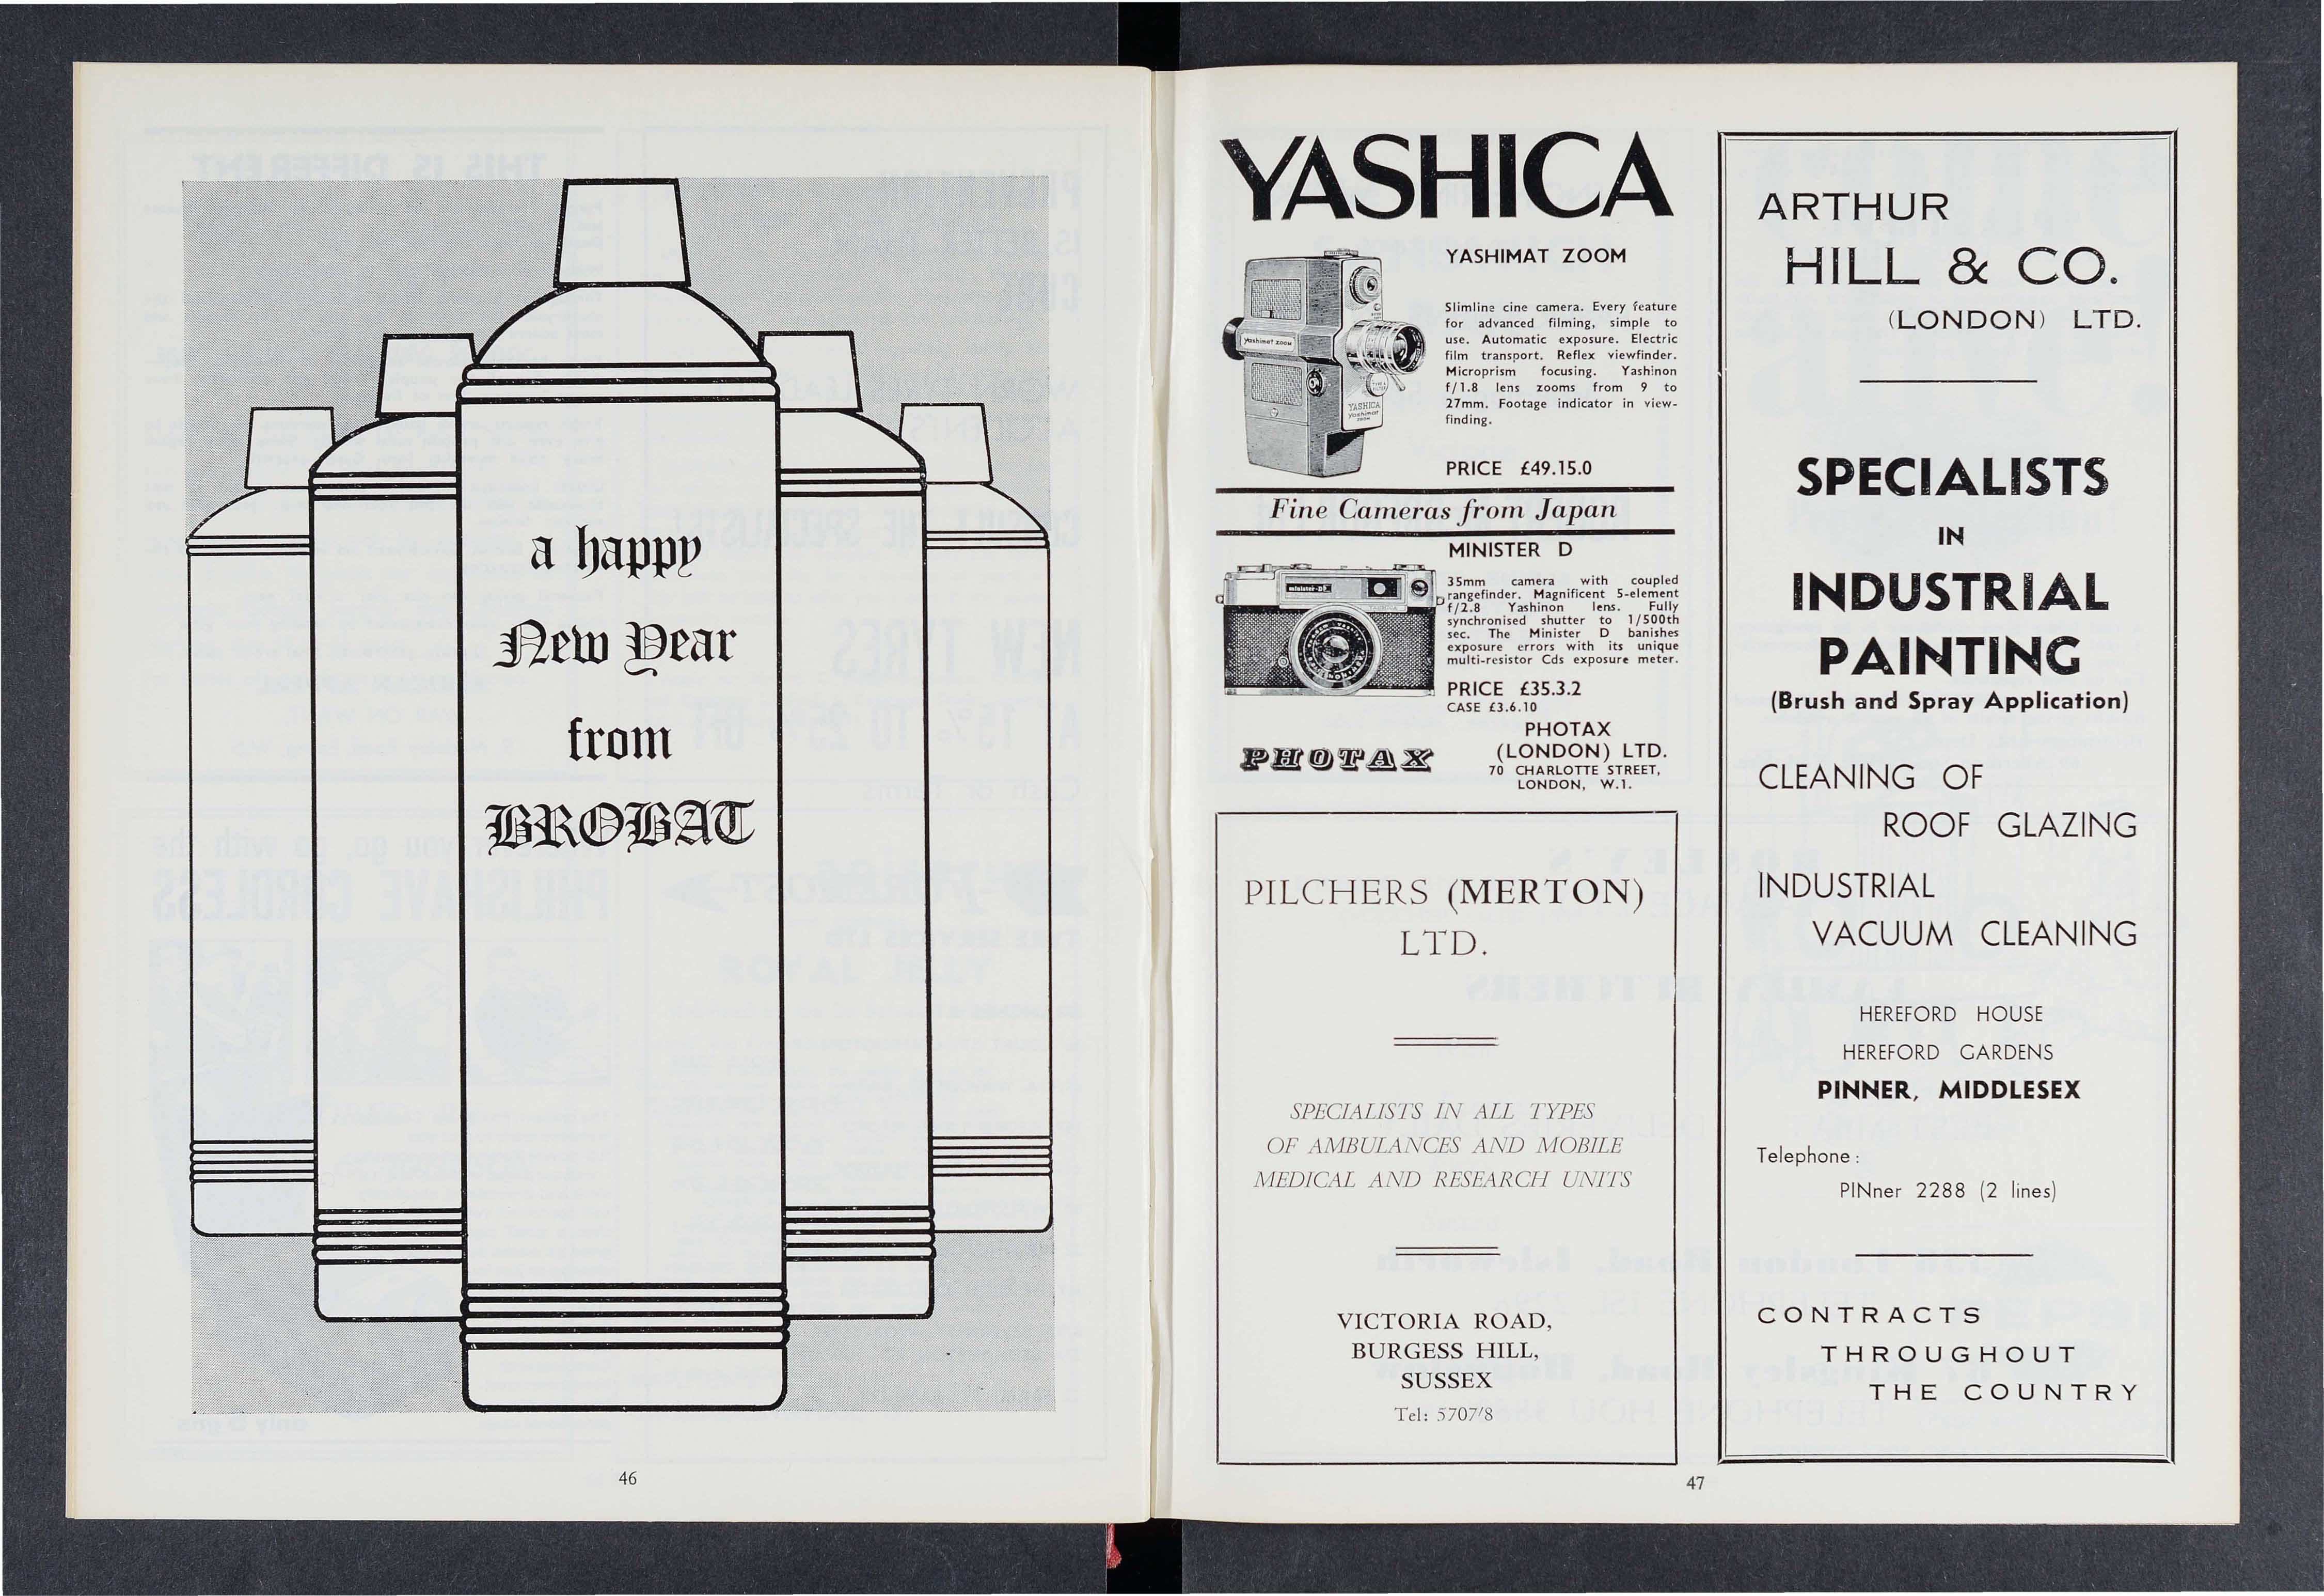 a happy
New Year
from
BROBAT
46
YASHICA
YASHIMAT ZOOM
Slimline cine camera. Every feature
for advanced filming, simple to
use. Automatic exposure. Electric
film transport. Reflex viewfinder.
Microprism focusing. Yashinon
f/1.8 lens zooms from 9 to
27mm. Footage indicator in view-
finding.
Yashimat ZOOM
YASHICA
Yashimat
ZOOM
PRICE £49.15.0
Fine Cameras from Japan
MINISTER D
35mm camera with coupled
rangefinder. Magnificent 5-element
f/2.8 Yashinon lens. Fully
synchronised shutter to 1/500th
sec. The Minister D banishes
exposure errors with its unique
multi-resistor Cds exposure meter.
minister-D
PRICE £35.3.2
CASE £3.6.10
PHOTAX
PHOTAX
(LONDON) LTD.
70 CHARLOTTE STREET,
LONDON, W.1.
PILCHERS (MERTON)
LTD.
SPECIALISTS IN ALL TYPES
OF AMBULANCES AND MOBILE
MEDICAL AND RESEARCH UNITS
VICTORIA ROAD,
BURGESS HILL,
SUSSEX
Tel: 5707/8
ARTHUR
HILL & CO.
(LONDON) LTD.
SPECIALISTS
IN
INDUSTRIAL
PAINTING
(Brush and Spray Application)
CLEANING OF
ROOF GLAZING
INDUSTRIAL
VACUUM CLEANING
HEREFORD HOUSE
HEREFORD GARDENS
PINNER, MIDDLESEX
Telephone:
PINner 2288 (2 lines)
CONTRACTS
THROUGHOUT
THE COUNTRY
47